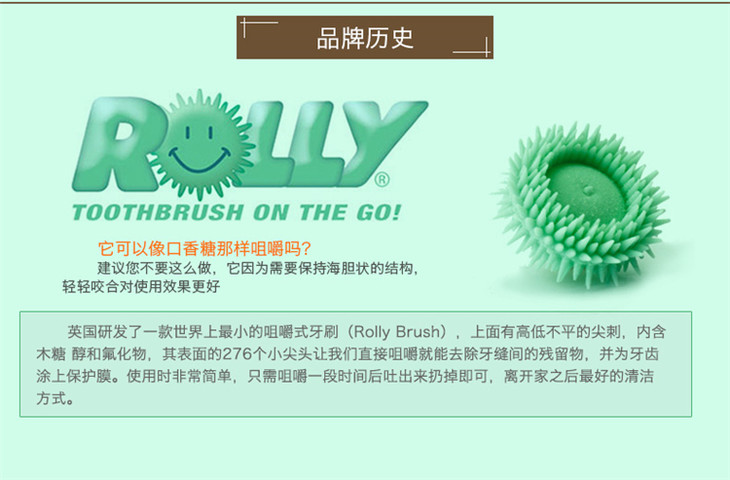 品牌历史
ROLLY®
TOOTHBRUSH ON THE GO!
它可以像口香糖那样咀嚼吗?
建议您不要这么做，它因为需要保持海胆状的结构，
轻轻咬合对使用效果更好
英国研发了一款世界上最小的咀嚼式牙刷（Rolly Brush），上面有高低不平的尖刺，内含
木糖 醇和氟化物，其表面的276个小尖头让我们直接咀嚼就能去除牙缝间的残留物，并为牙齿
涂上保护膜。使用时非常简单，只需咀嚼一段时间后吐出来扔掉即可，离开家之后最好的清洁
方式。